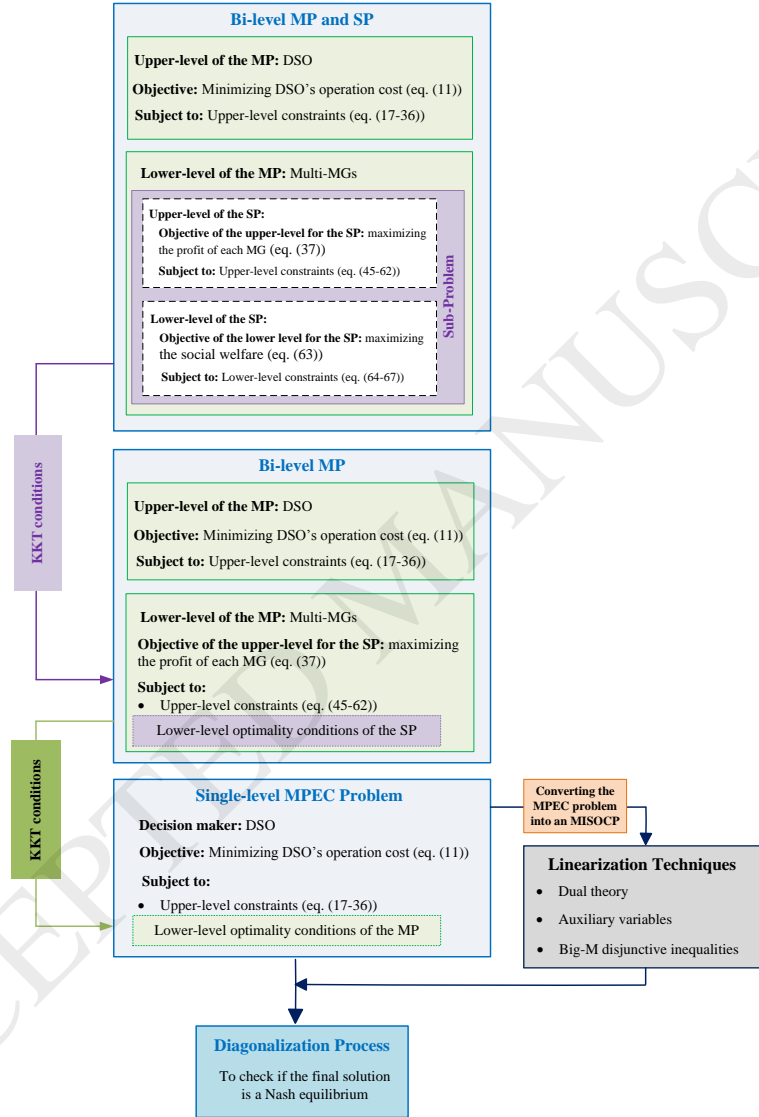 Bi-level MP and SP
Upper-level of the MP: DSO
Objective: Minimizing DSO's operation cost (eq. (11))
Subject to: Upper-level constraints (eq. (17-36))
Lower-level of the MP: Multi-MGs
Upper-level of the SP:
Objective of the upper-level for the SP: maximizing
the profit of each MG (eq. (37))
Subject to: Upper-level constraints (eq. (45-62))
Lower-level of the SP:
Objective of the lower level for the SP: maximizing
the social welfare (eq. (63))
Subject to: Lower-level constraints (eq. (64-67))
Sub-Problem
KKT conditions
Bi-level MP
Upper-level of the MP: DSO
Objective: Minimizing DSO's operation cost (eq. (11))
Subject to: Upper-level constraints (eq. (17-36))
Lower-level of the MP: Multi-MGs
Objective of the upper-level for the SP: maximizing
the profit of each MG (eq. (37))
Subject to:
• Upper-level constraints (eq. (45-62))
Lower-level optimality conditions of the SP
KKT conditions
Single-level MPEC Problem
Decision maker: DSO
Objective: Minimizing DSO's operation cost (eq. (11))
Subject to:
• Upper-level constraints (eq. (17-36))
Lower-level optimality conditions of the MP
Converting the
MPEC problem
into an MISOCP
Linearization Techniques
• Dual theory
• Auxiliary variables
• Big-M disjunctive inequalities
Diagonalization Process
To check if the final solution
is a Nash equilibrium
CEPTED MANUSC